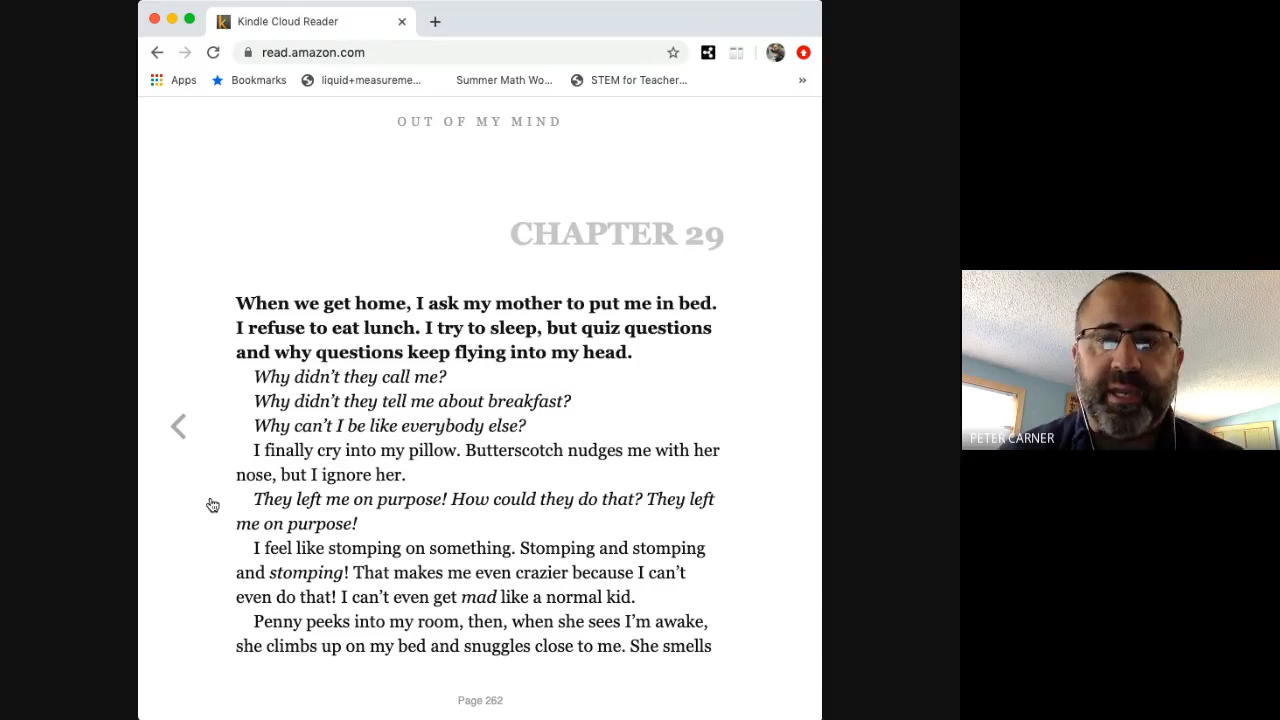 Kindle Cloud Reader
read.amazon.com
Apps Bookmarks liquid+measureme... Summer Math Wo... STEM for Teacher... »
OUT OF MY MIND
CHAPTER 29
When we get home, I ask my mother to put me in bed.
I refuse to eat lunch. I try to sleep, but quiz questions
and why questions keep flying into my head.
Why didn't they call me?
Why didn't they tell me about breakfast?
Why can't I be like everybody else?
I finally cry into my pillow. Butterscotch nudges me with her
nose, but I ignore her.
They left me on purpose! How could they do that? They left
me on purpose!
I feel like stomping on something. Stomping and stomping
and stomping! That makes me even crazier because I can't
even do that! I can't even get mad like a normal kid.
Penny peeks into my room, then, when she sees I'm awake,
she climbs up on my bed and snuggles close to me. She smells
Page 262
PETER CARNER